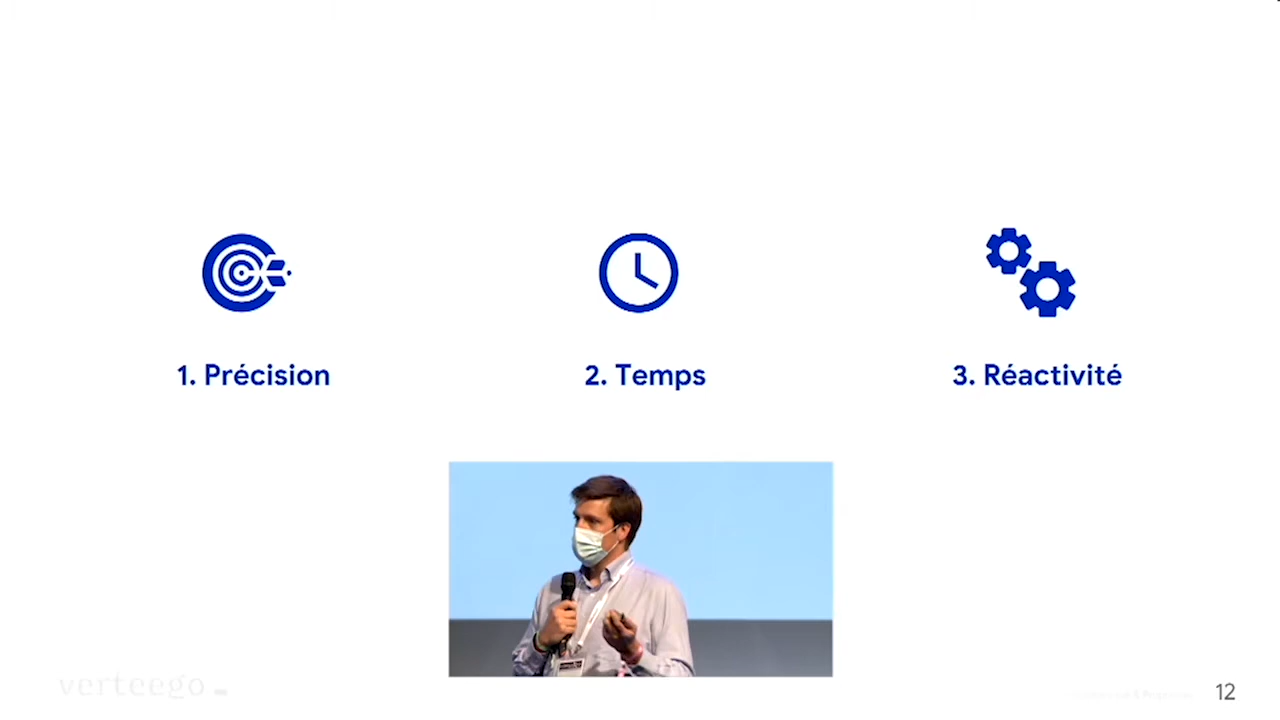 1. Précision
2. Temps
3. Réactivité
verteego
12